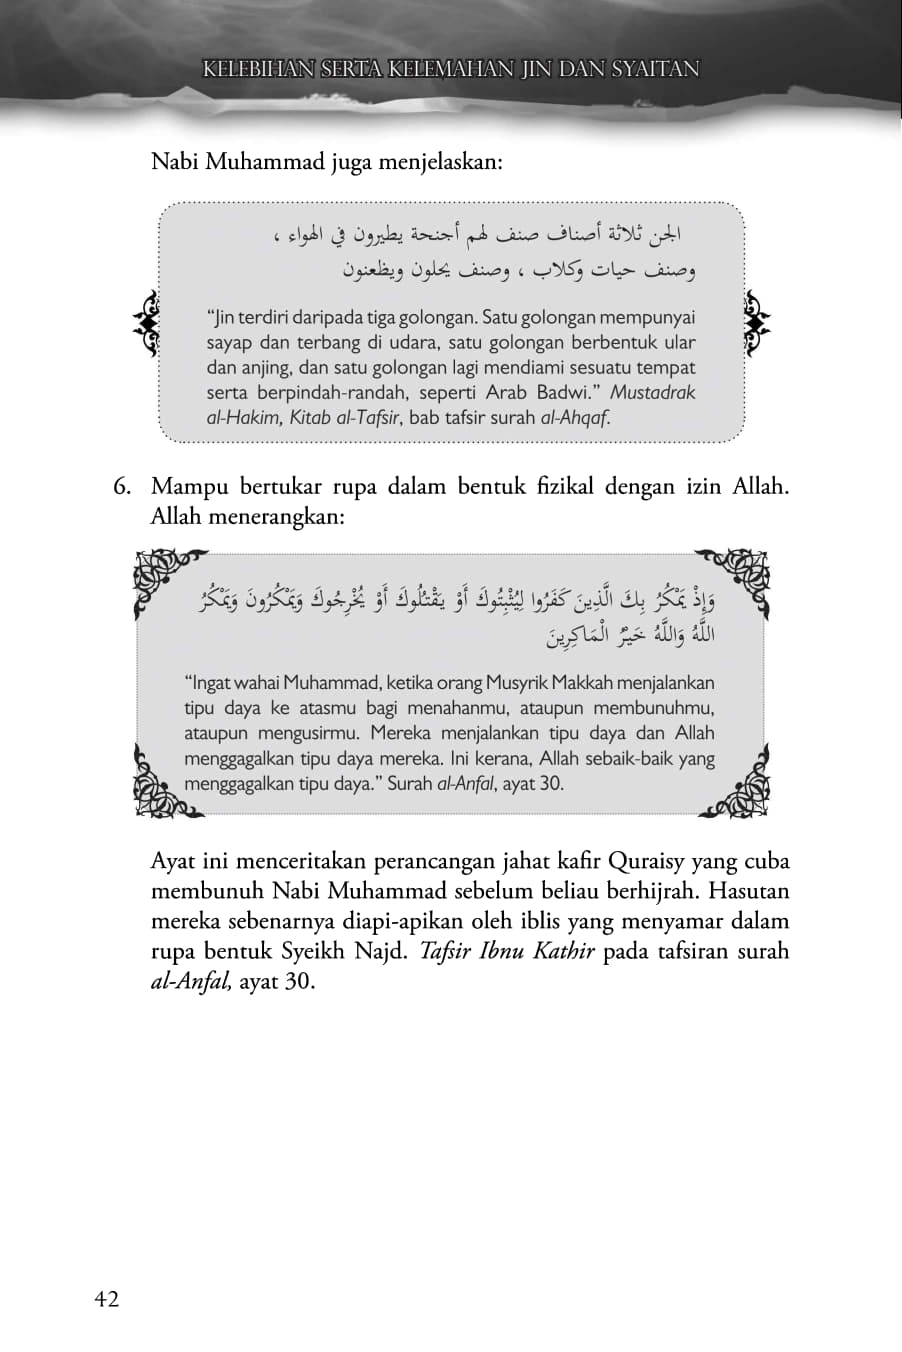 KELEBIHAN SERTA KELEMAHAN JIN DAN SYAITAN
Nabi Muhammad juga menjelaskan:
الجن ثلاثة أصناف صنف لهم أجنحة يطيرون في الهواء ،
وصنف حيات وكلاب ، وصنف يحلون ويظعنون
“Jin terdiri daripada tiga golongan. Satu golongan mempunyai
sayap dan terbang di udara, satu golongan berbentuk ular
dan anjing, dan satu golongan lagi mendiami sesuatu tempat
serta berpindah-randah, seperti Arab Badwi.” Mustadrak
al-Hakim, Kitab al-Tafsir, bab tafsir surah al-Ahqaf.
6. Mampu bertukar rupa dalam bentuk fizikal dengan izin Allah.
Allah menerangkan:
وَإِذْ يَمْكُرُ بِكَ الَّذِينَ كَفَرُوا لِيُثْبِتُوكَ أَوْ يَقْتُلُوكَ أَوْ يُخْرِجُوكَ وَيَمْكُرُونَ وَيَمْكُرُ
اللَّهُ وَاللَّهُ خَيْرُ الْمَاكِرِينَ
“Ingat wahai Muhammad, ketika orang Musyrik Makkah menjalankan
tipu daya ke atasmu bagi menahanmu, ataupun membunuhmu,
ataupun mengusirmu. Mereka menjalankan tipu daya dan Allah
menggagalkan tipu daya mereka. Ini kerana, Allah sebaik-baik yang
menggagalkan tipu daya.” Surah al-Anfal, ayat 30.
Ayat ini menceritakan perancangan jahat kafir Quraisy yang cuba
membunuh Nabi Muhammad sebelum beliau berhijrah. Hasutan
mereka sebenarnya diapi-apikan oleh iblis yang menyamar dalam
rupa bentuk Syeikh Najd. Tafsir Ibnu Kathir pada tafsiran surah
al-Anfal, ayat 30.
42